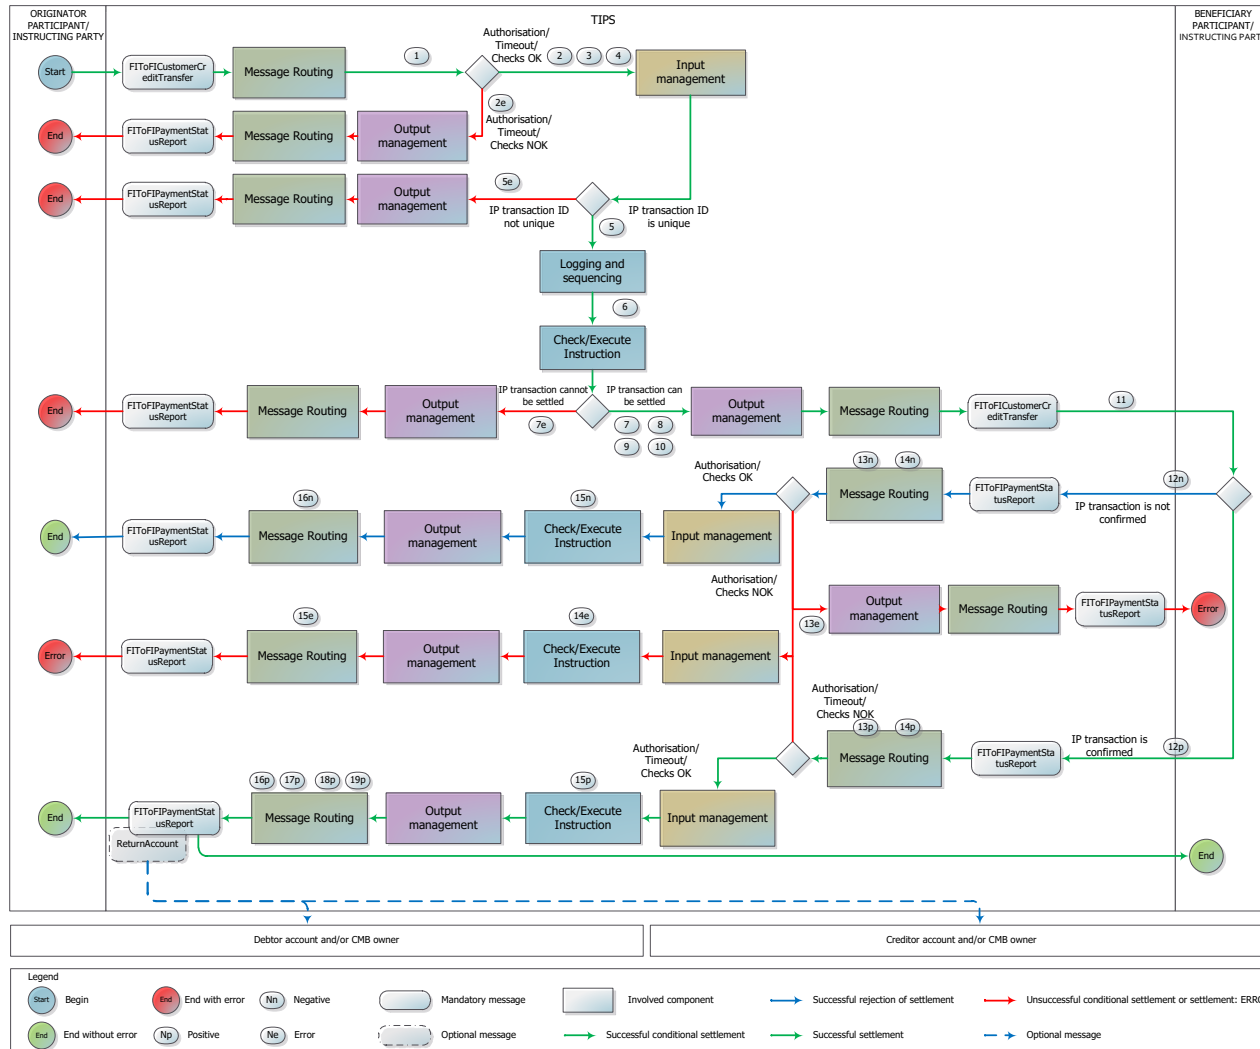 ORIGINATOR
PARTICIPANT/
INSTRUCTING PARTY
TIPS
BENEFICIARY
PARTICIPANT/
INSTRUCTING PART
Start
FIToFICustomerCr
editTransfer
Message Routing
1
Authorisation/
Timeout/
Checks OK
2
3
4
Input
management
2e
Authorisation/
Timeout/
Checks NOK
End
FIToFIPaymentStat
usReport
Message Routing
Output
management
End
FIToFIPaymentStat
usReport
Message Routing
Output
management
5e
IP transaction ID
not unique
IP transaction ID
is unique
5
Logging and
sequencing
6
Check/Execute
Instruction
End
FIToFIPaymentStat
usReport
Message Routing
Output
management
IP transaction cannot
be settled
7e
IP transaction can
be settled
7
8
9
10
Output
management
Message Routing
FIToFICustomerCr
editTransfer
11
Authorisation/
Checks OK
13n
14n
Message Routing
FIToFIPaymentSta
tusReport
12n
IP transaction is not
confirmed
End
FIToFIPaymentStat
usReport
16n
Message Routing
Output
management
15n
Check/Execute
Instruction
Input management
Authorisation/
Checks NOK
13e
Output
management
Message Routing
FIToFIPaymentSta
tusReport
Error
Error
FIToFIPaymentStat
usReport
15e
Message Routing
Output
management
14e
Check/Execute
Instruction
Input management
Authorisation/
Timeout/
Checks NOK
13p
14p
Message Routing
FIToFIPaymentSta
tusReport
IP transaction is
confirmed
12p
Authorisation/
Timeout/
Checks OK
End
FIToFIPaymentStat
usReport
ReturnAccount
16p
17p
18p
19p
Message Routing
Output
management
15p
Check/Execute
Instruction
Input management
End
Debtor account and/or CMB owner
Creditor account and/or CMB owner
Legend
Start
Begin
End
End with error
Nn
Negative
Mandatory message
Involved component
Successful rejection of settlement
Unsuccessful conditional settlement or settlement: ERRO
End
End without error
Np
Positive
Ne
Error
Optional message
Successful conditional settlement
Successful settlement
Optional message